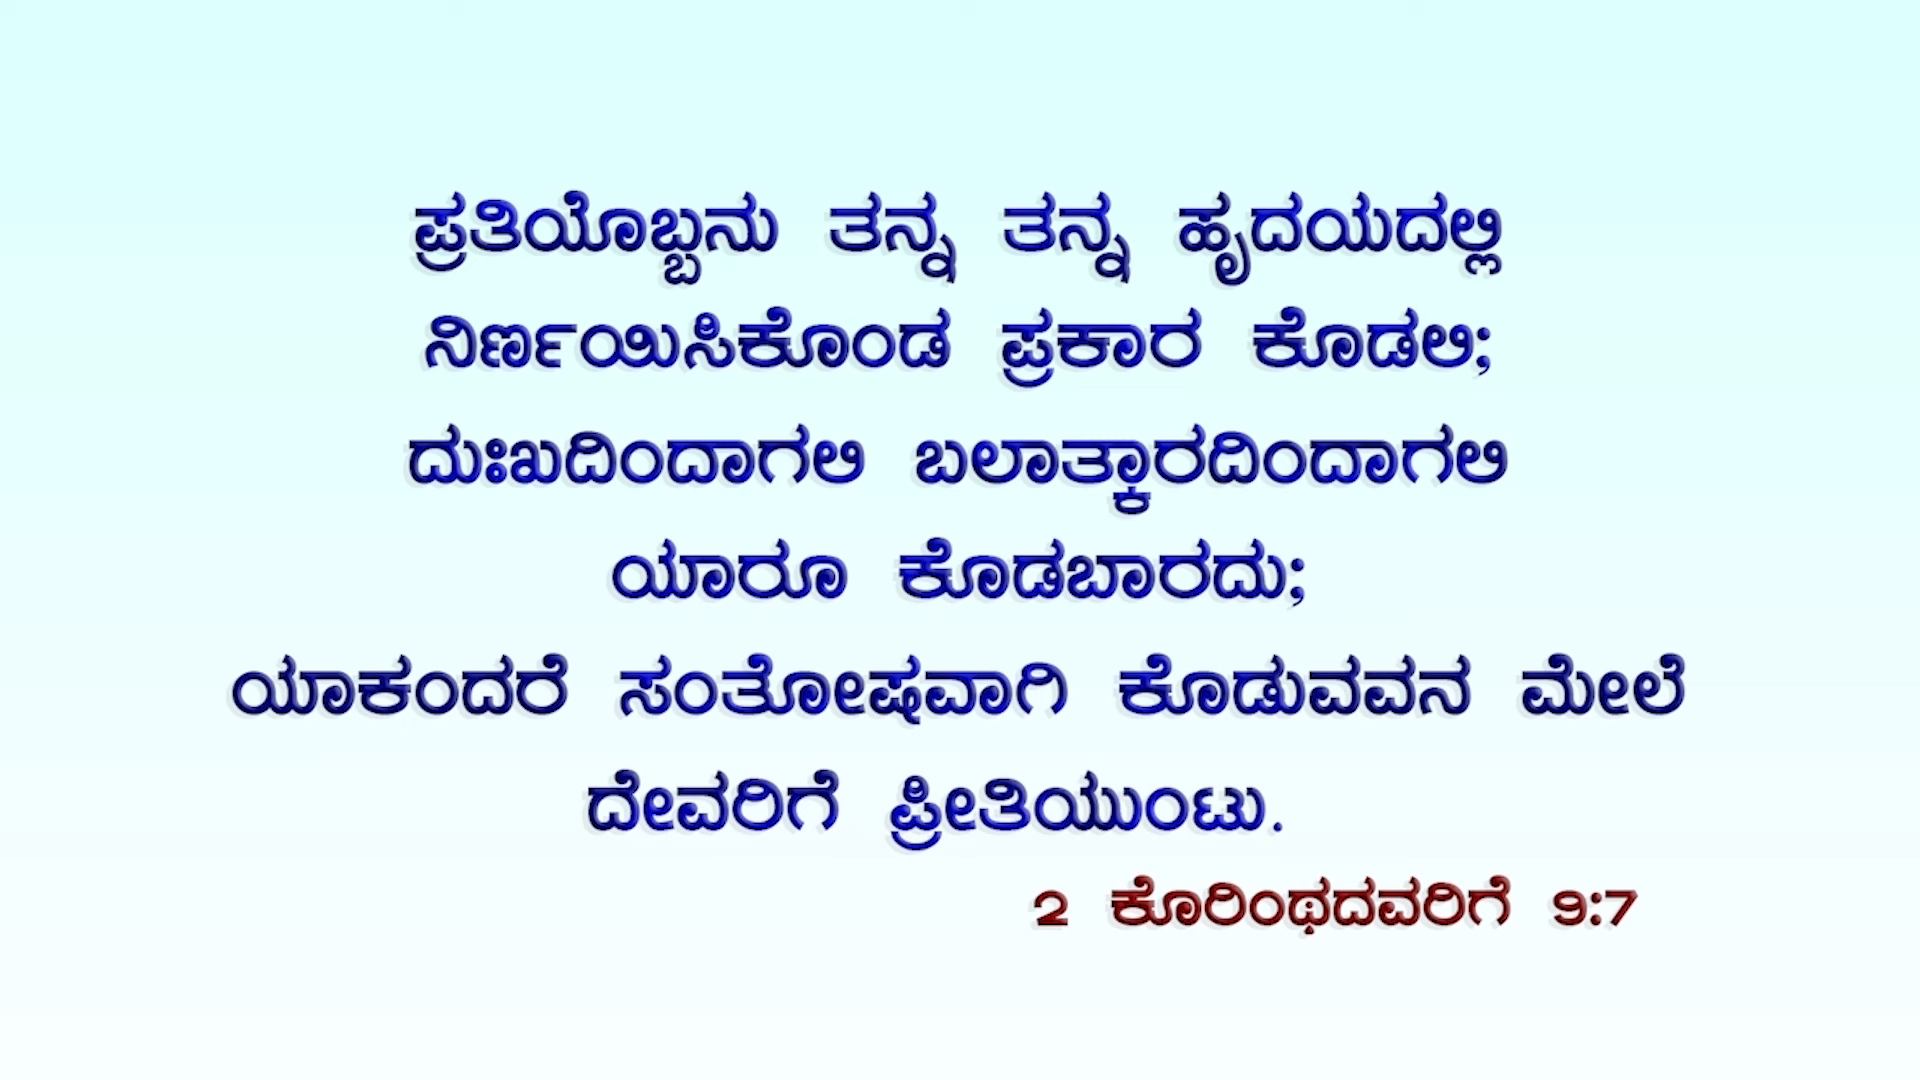 ಪ್ರತಿಯೊಬ್ಬನು ತನ್ನ ತನ್ನ ಹೃದಯದಲ್ಲಿ
ನಿರ್ಣಯಿಸಿಕೊಂಡ ಪ್ರಕಾರ ಕೊಡಲಿ;
ದುಃಖದಿಂದಾಗಲಿ ಬಲಾತ್ಕಾರದಿಂದಾಗಲಿ
ಯಾರೂ ಕೊಡಬಾರದು;
ಯಾಕಂದರೆ ಸಂತೋಷವಾಗಿ ಕೊಡುವವನ ಮೇಲೆ
ದೇವರಿಗೆ ಪ್ರೀತಿಯುಂಟು.
2 ಕೊರಿಂಥದವರಿಗೆ 9:7